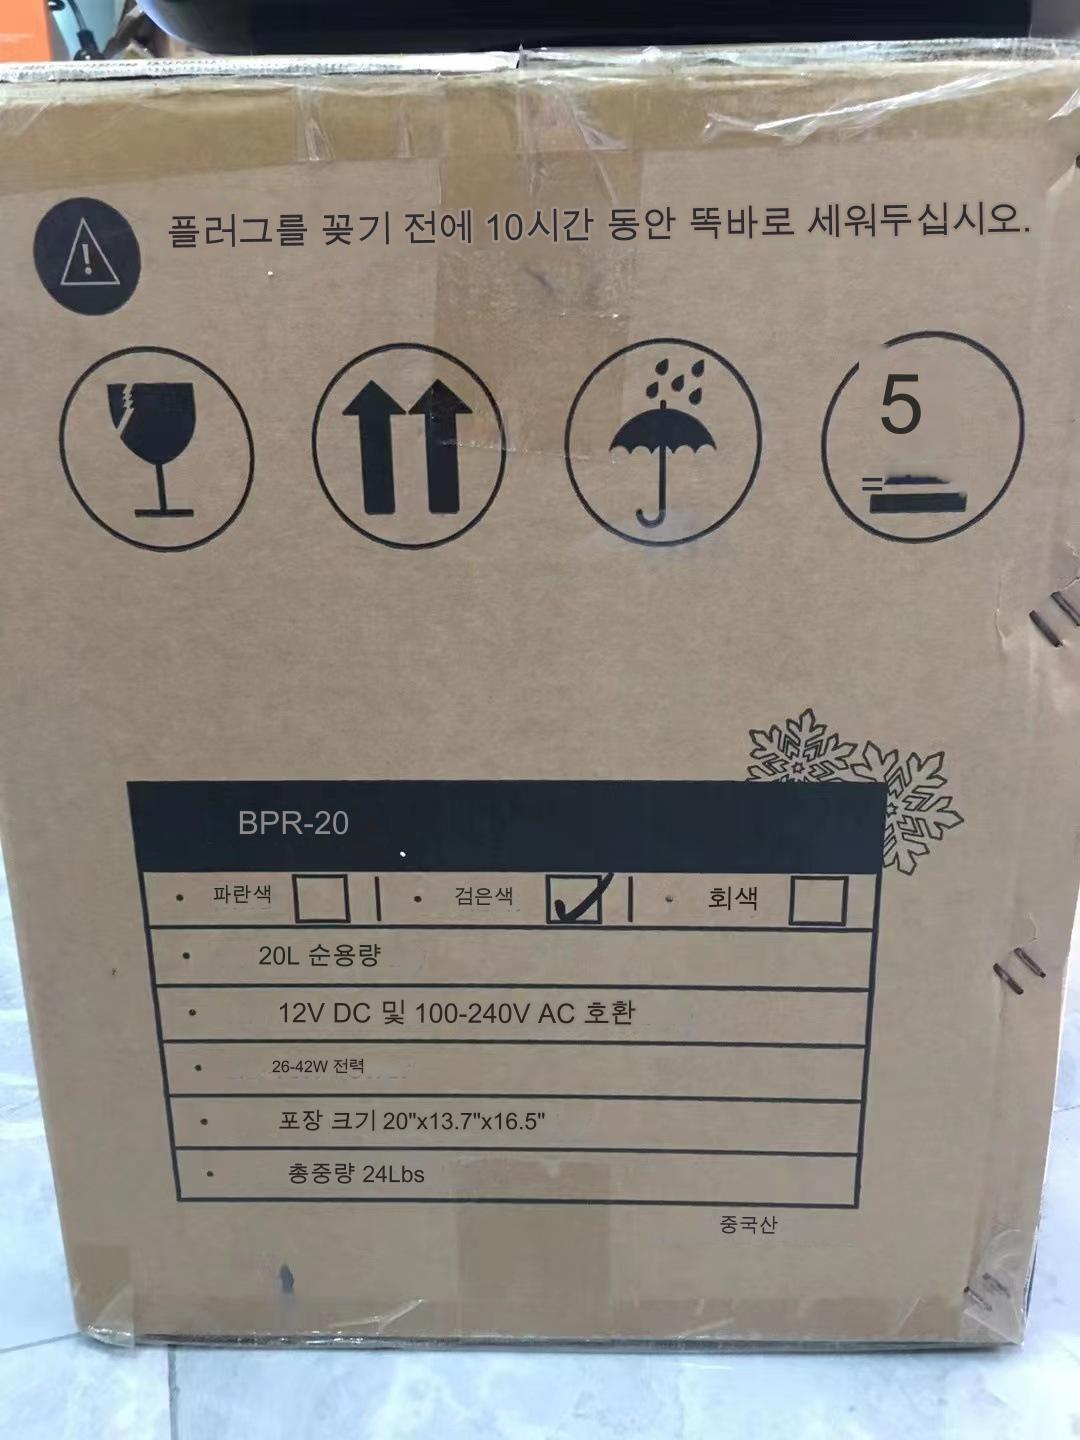 플러그를 꽂기 전에 10시간 동안 똑바로 세워두십시오.
5
=
BPR-20
• 파란색 | • 검은색 | • 회색
• 20L 순용량
• 12V DC 및 100-240V AC 호환
• 26-42W 전력
• 포장 크기 20"x13.7"x16.5"
• 총중량 24Lbs
중국산